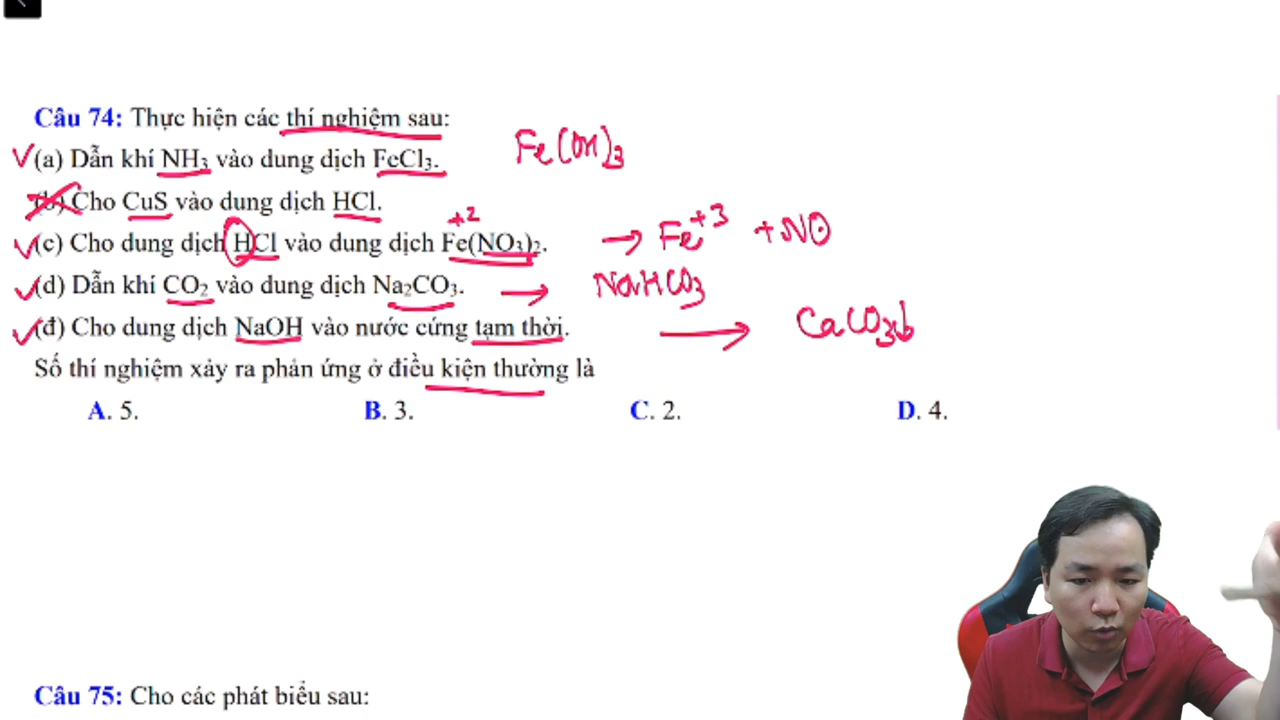 Câu 74: Thực hiện các thí nghiệm sau:
(a) Dẫn khí NH₃ vào dung dịch FeCl₃. Fe(OH)₃
(b) Cho CuS vào dung dịch HCl.
(c) Cho dung dịch HCl vào dung dịch Fe(NO₃)₂. +2 → Fe+3 + NO
(d) Dẫn khí CO₂ vào dung dịch Na₂CO₃. → NaHCO₃
(đ) Cho dung dịch NaOH vào nước cứng tạm thời. → CaCO₃↓
Số thí nghiệm xảy ra phản ứng ở điều kiện thường là
A. 5. B. 3. C. 2. D. 4.
Câu 75: Cho các phát biểu sau: